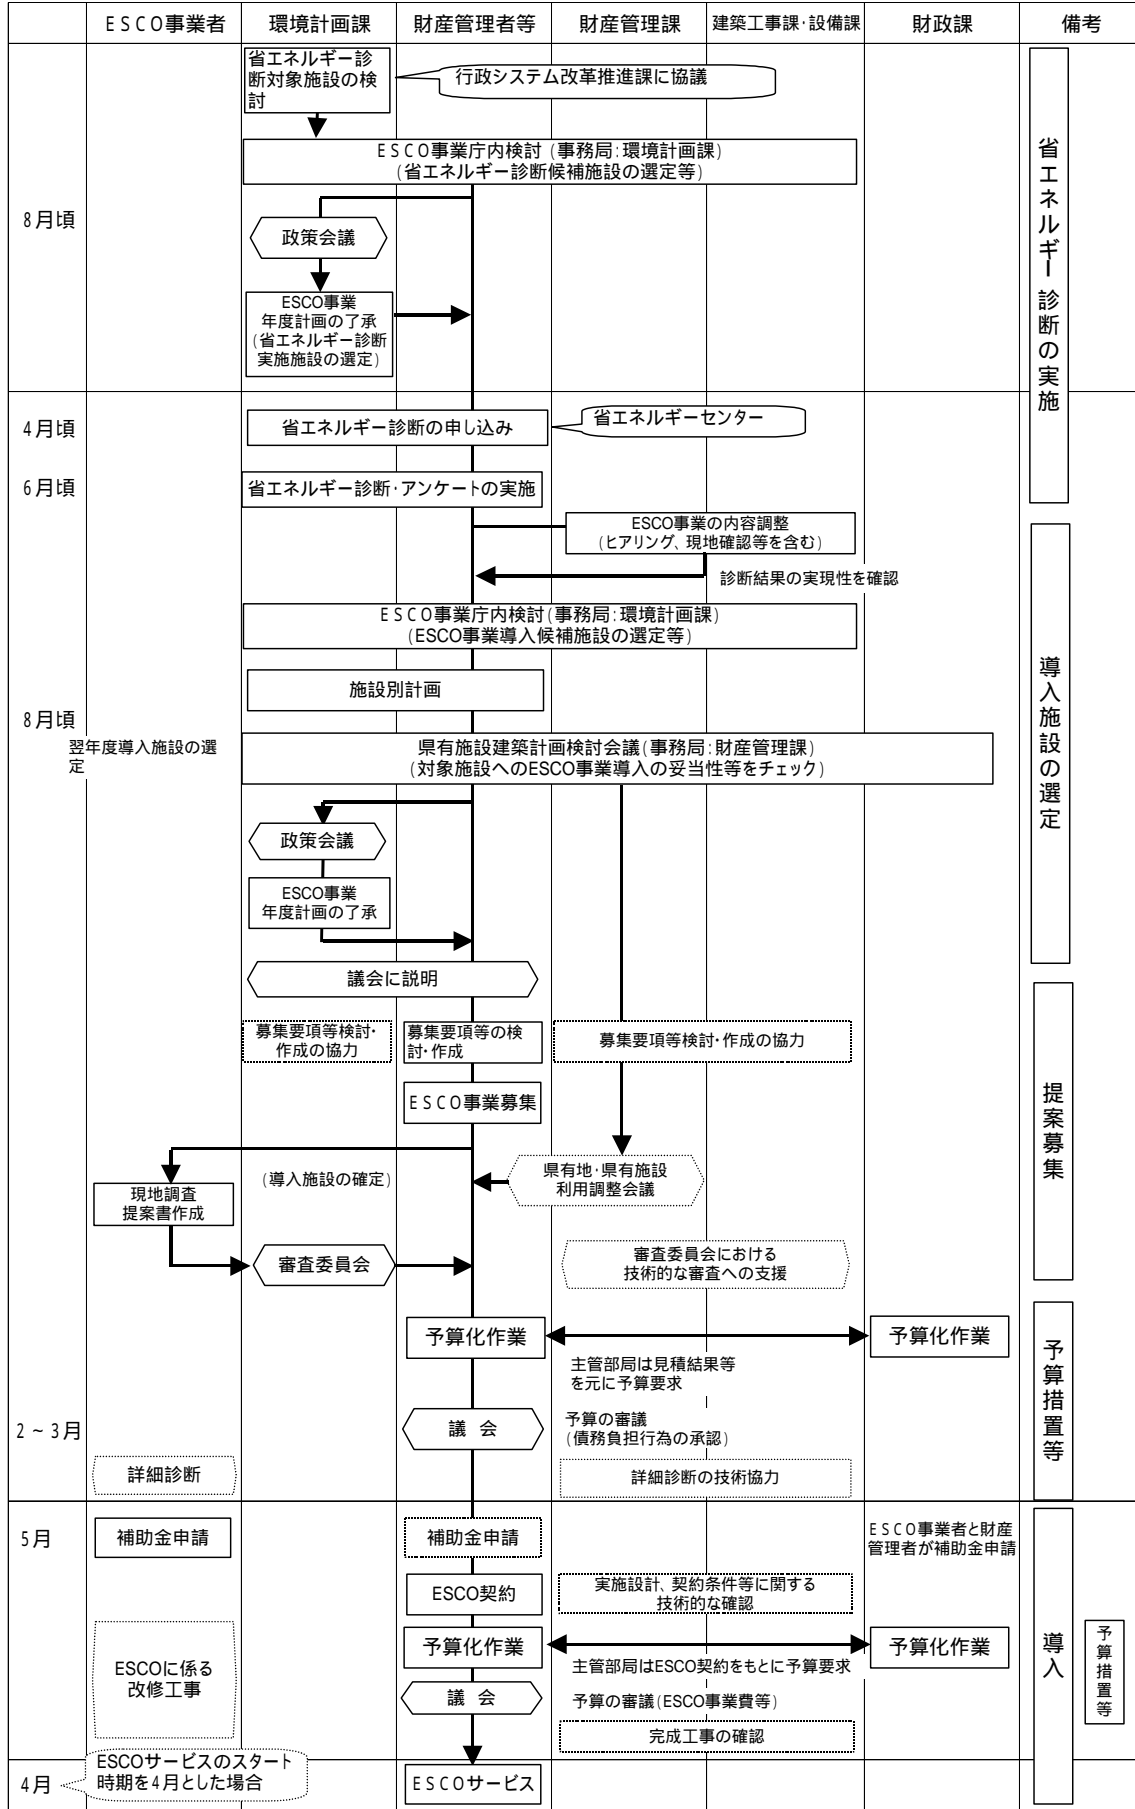 ESCO事業者 環境計画課 財産管理者等 財産管理課 建築工事課・設備課 財政課 備考
省エネルギー診
断対象施設の検
討
行政システム改革推進課に協議
ESCO事業庁内検討(事務局:環境計画課)
(省エネルギー診断候補施設の選定等)
8月頃
政策会議
ESCO事業
年度計画の了承
(省エネルギー診断
実施施設の選定)
省エネルギー診断の実施
4月頃
省エネルギー診断の申し込み
省エネルギーセンター
6月頃
省エネルギー診断・アンケートの実施
ESCO事業の内容調整
(ヒアリング、現地確認等を含む)
診断結果の実現性を確認
ESCO事業庁内検討(事務局:環境計画課)
(ESCO事業導入候補施設の選定等)
施設別計画
8月頃
翌年度導入施設の選
定
県有施設建築計画検討会議(事務局:財産管理課)
(対象施設へのESCO事業導入の妥当性等をチェック)
導入施設の選定
政策会議
ESCO事業
年度計画の了承
議会に説明
募集要項等検討・
作成の協力
募集要項等の検
討・作成
募集要項等検討・作成の協力
ESCO事業募集
提案募集
(導入施設の確定)
県有地・県有施設
利用調整会議
現地調査
提案書作成
審査委員会
審査委員会における
技術的な審査への支援
予算化作業
予算化作業
主管部局は見積結果等
を元に予算要求
予算措置等
2~3月
議 会
予算の審議
(債務負担行為の承認)
詳細診断
詳細診断の技術協力
5月
補助金申請
補助金申請
ESCO事業者と財産
管理者が補助金申請
ESCO契約
実施設計、契約条件等に関する
技術的な確認
予算化作業
予算化作業
主管部局はESCO契約をもとに予算要求
導入
予算措置等
ESCOに係る
改修工事
議 会
予算の審議(ESCO事業費等)
完成工事の確認
4月
ESCOサービスのスタート
時期を4月とした場合
ESCOサービス